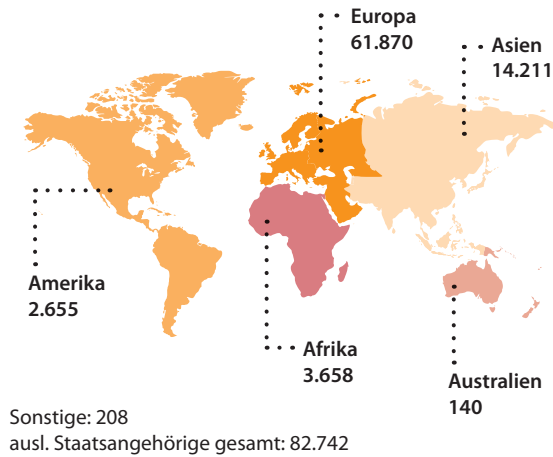 Europa
61.870
Asien
14.211
Amerika
2.655
Afrika
3.658
Australien
140
Sonstige: 208
ausl. Staatsangehörige gesamt: 82.742